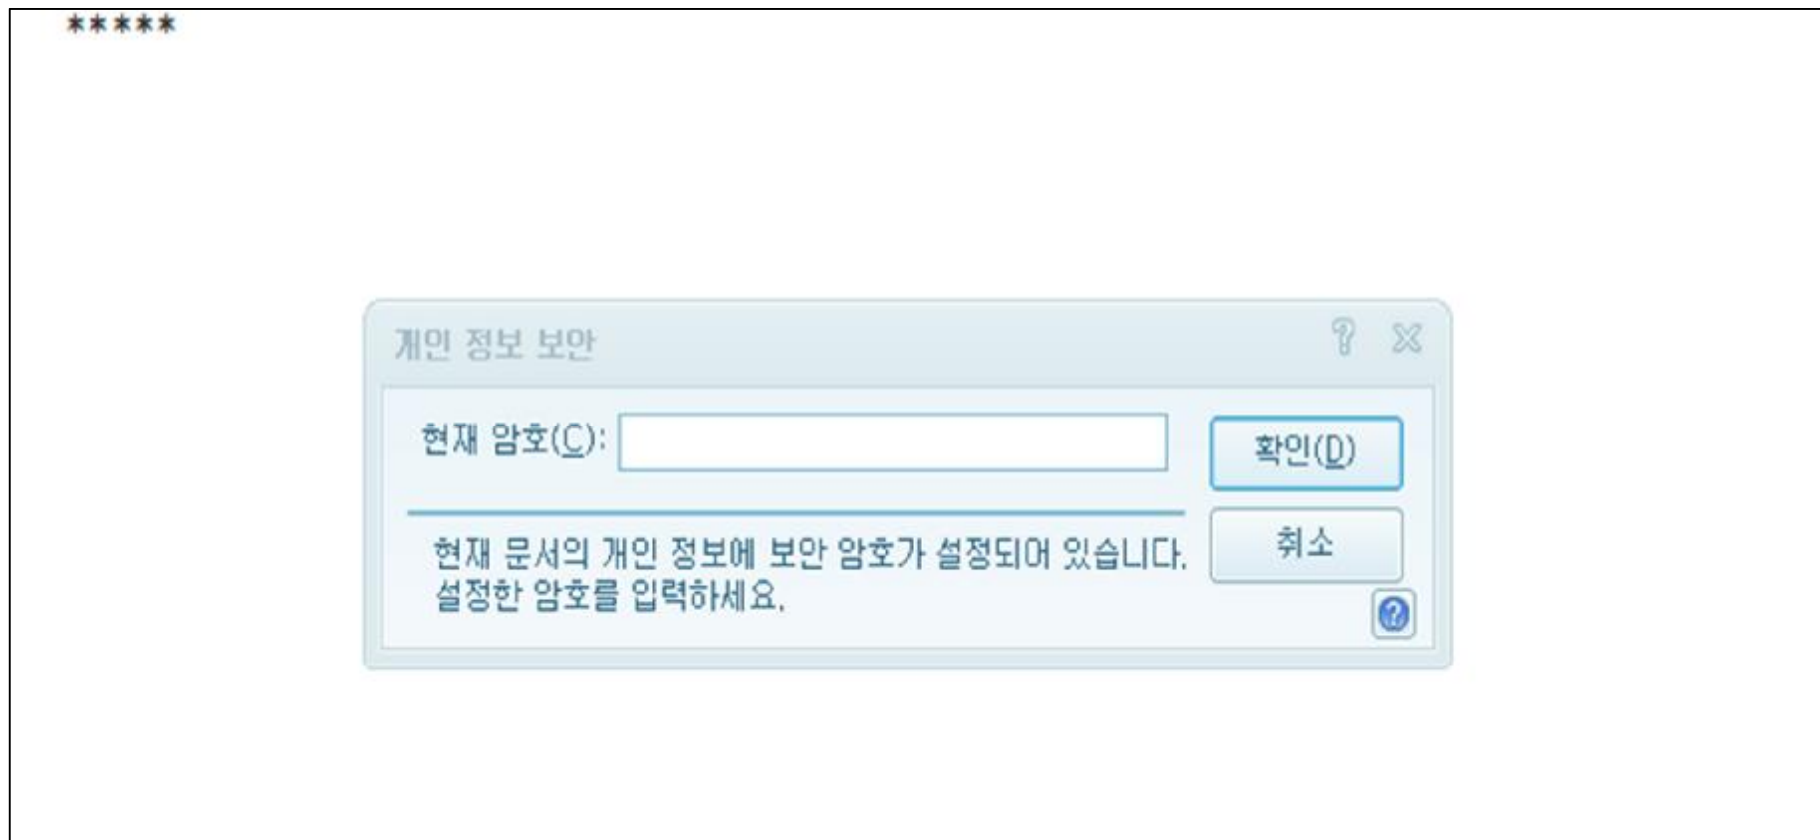 *****
개인 정보 보안
현재 암호(C):
확인(D)
현재 문서의 개인 정보에 보안 암호가 설정되어 있습니다.
설정한 암호를 입력하세요.
취소